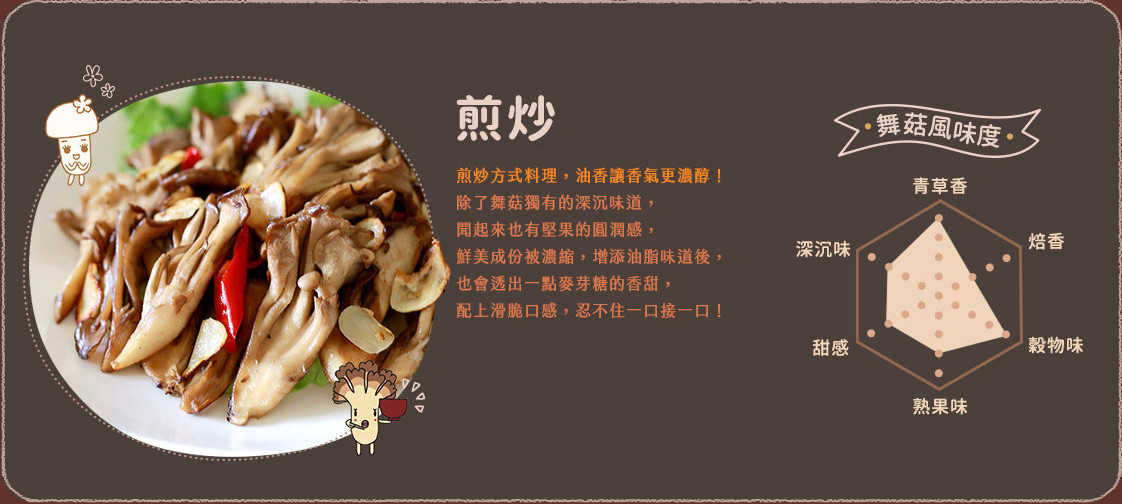 煎炒
煎炒方式料理，油香讓香氣更濃醇！
除了舞菇獨有的深沉味道，
聞起來也有堅果的圓潤感，
鮮美成份被濃縮，增添油脂味道後，
也會透出一點麥芽糖的香甜，
配上滑脆口感，忍不住一口接一口！
舞菇風味度
青草香
焙香
穀物味
熟果味
甜感
深沉味